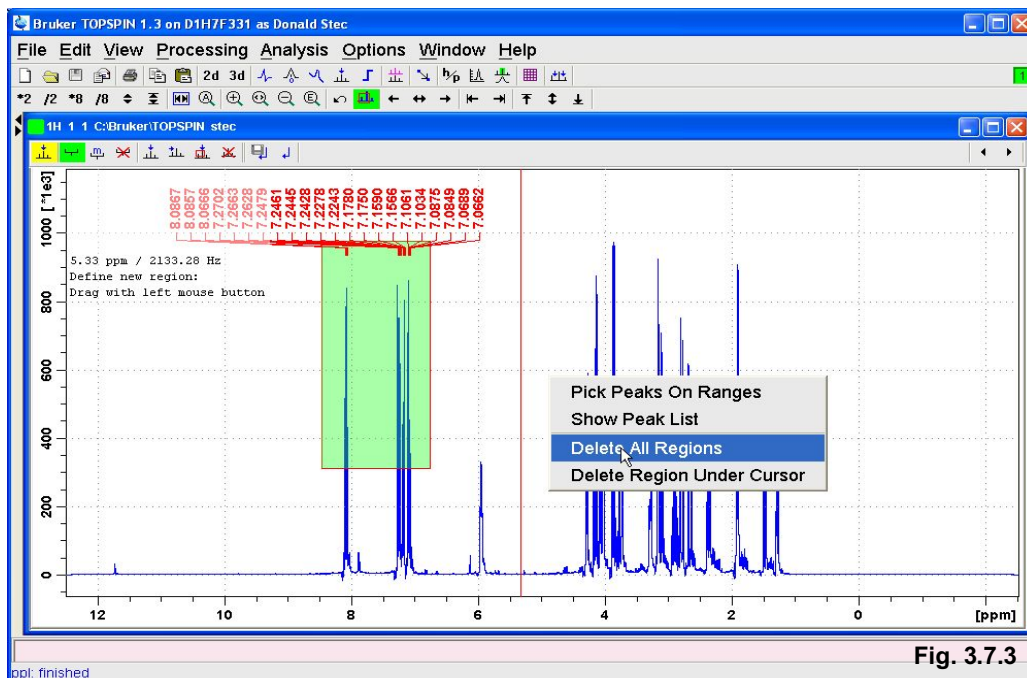 Bruker TOPSPIN 1.3 on D1H7F331 as Donald Stec
File Edit View Processing Analysis Options Window Help
2d 3d h/p 1
*2 /2 *8 /8
1H 1 1 C:\Bruker\TOPSPIN stec
[*1e3]
8.0867
8.0857
8.0666
7.2702
7.2663
7.2628
7.2479
7.2461
7.2445
7.2428
7.2278
7.2243
7.1780
7.1750
7.1590
7.1566
7.1061
7.1034
7.0875
7.0849
7.0689
7.0662
5.33 ppm / 2133.28 Hz
Define new region:
Drag with left mouse button
1000
800
600
400
200
0
Pick Peaks On Ranges
Show Peak List
Delete All Regions
Delete Region Under Cursor
12 10 8 6 4 2 0 [ppm]
Fig. 3.7.3
ppl: finished